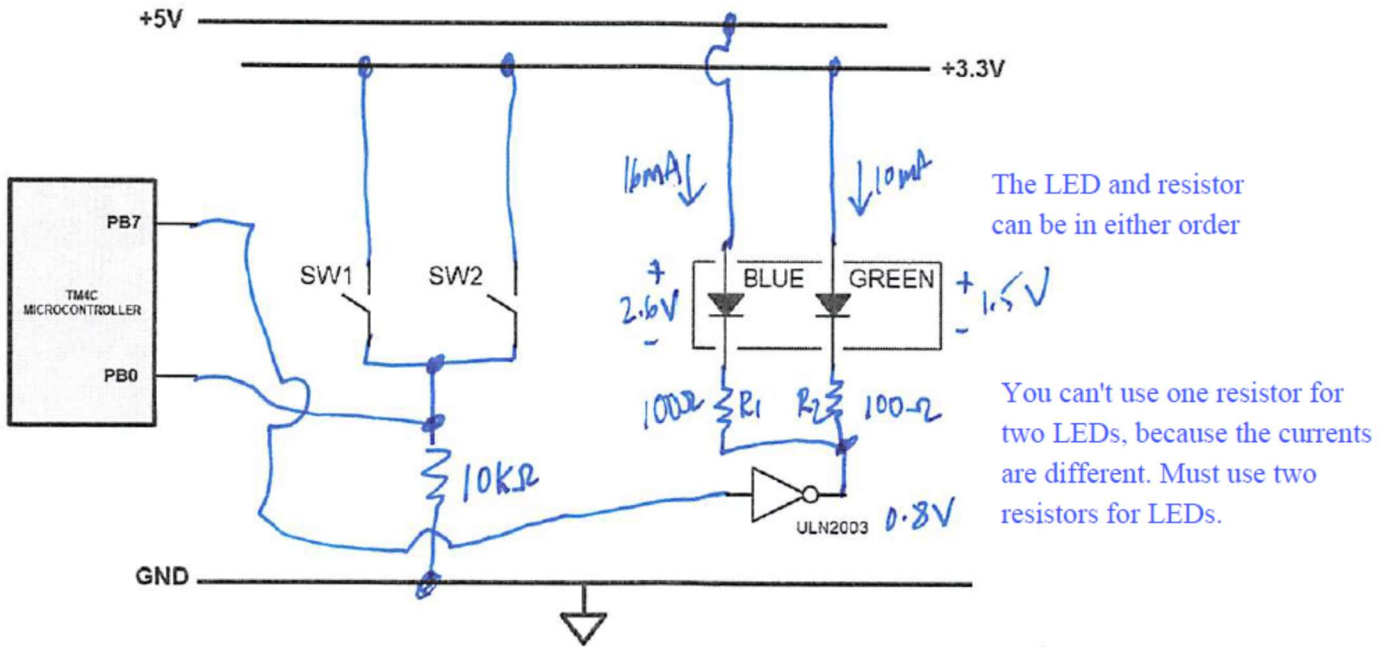 +5V
+3.3V
16mA
10mA
The LED and resistor
can be in either order
PB7
TM4C
MICROCONTROLLER
SW1
SW2
BLUE
GREEN
+
2.6V
-
+
1.5V
-
PB0
100Ω
R1
R2
100Ω
You can't use one resistor for
two LEDs, because the currents
are different. Must use two
resistors for LEDs.
10KΩ
ULN2003
0.8V
GND